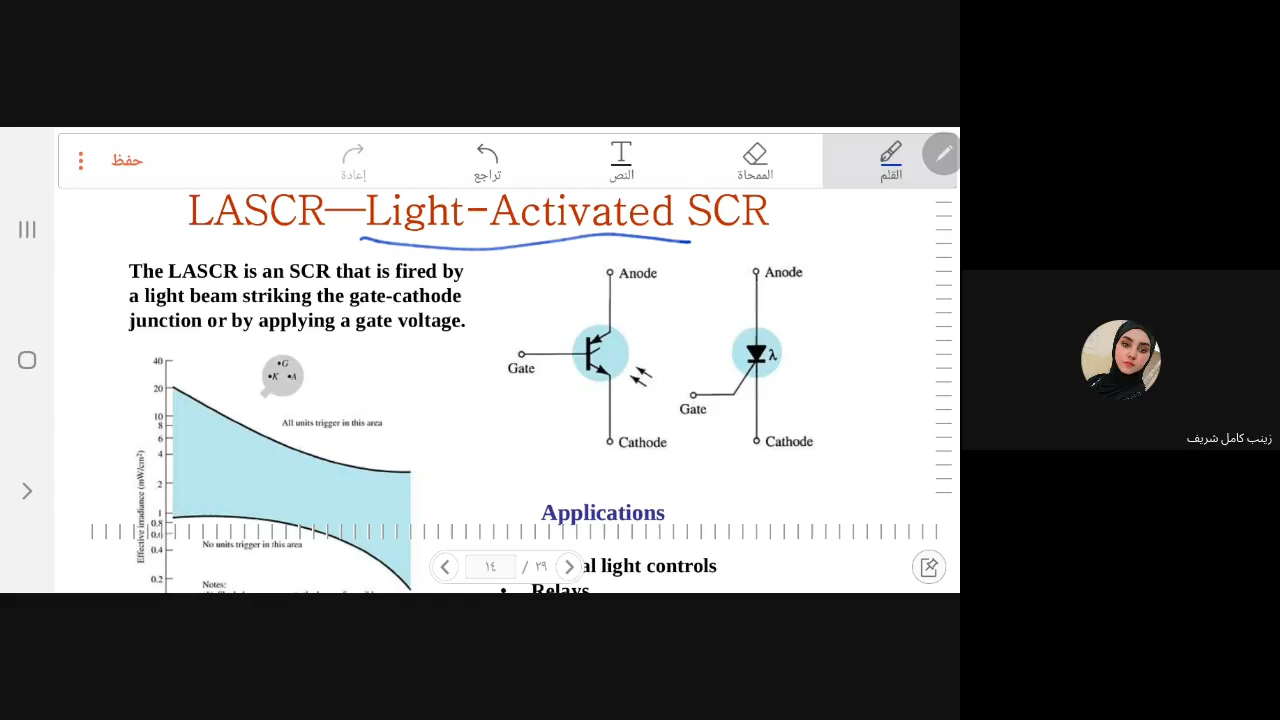 حفظ
إعادة
تراجع
النص
الممحاة
القلم
LASCR—Light-Activated SCR
The LASCR is an SCR that is fired by
a light beam striking the gate-cathode
junction or by applying a gate voltage.
Anode
Gate
Cathode
Anode
λ
Gate
Cathode
40
20
10
8
6
4
2
1
0.8
0.6
0.4
0.2
Effective irradiance (mW/cm²)
•G
•K •A
All units trigger in this area
No units trigger in this area
Notes:
Applications
al light controls
• Relays
١٤ / ٢٩
زينب كامل شريف